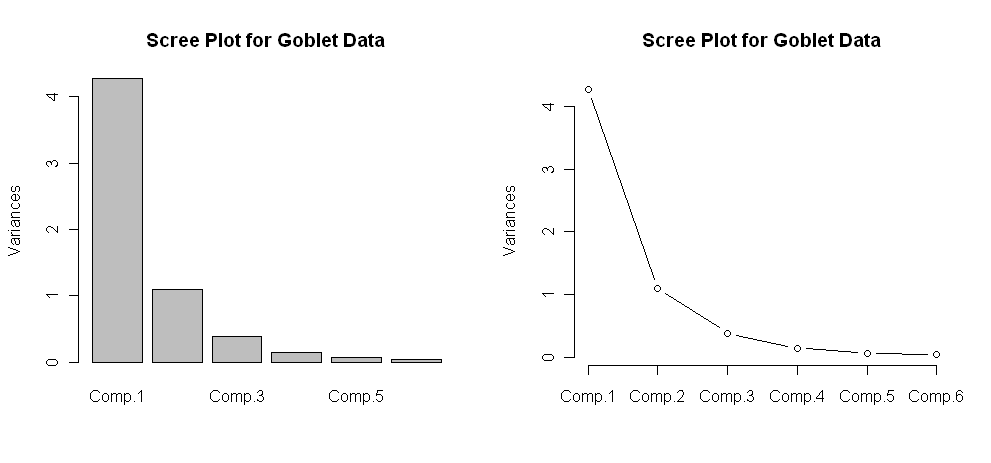 Scree Plot for Goblet Data
Variances
4
3
2
1
0
Comp.1 Comp.3 Comp.5
Scree Plot for Goblet Data
Variances
4
3
2
1
0
Comp.1 Comp.2 Comp.3 Comp.4 Comp.5 Comp.6